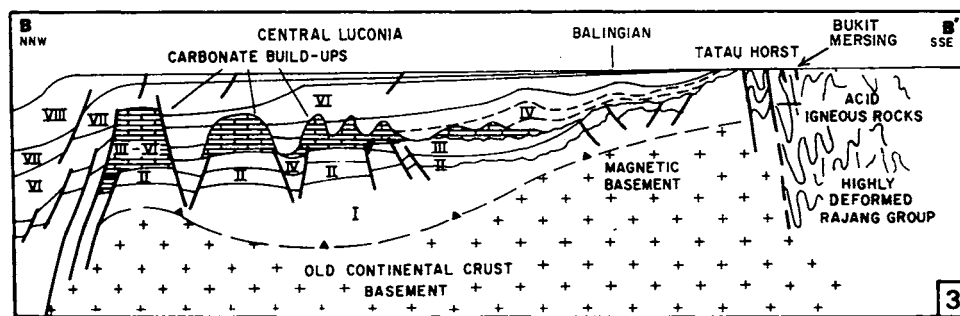 B
NNW
CENTRAL LUCONIA
CARBONATE BUILD-UPS
BALINGIAN
TATAU HORST
BUKIT
MERSING
B'
SSE
VIII
VII
VI
IV
III
II
III - VI
II
II
IV
II
VII
VI
I
MAGNETIC
BASEMENT
ACID
IGNEOUS ROCKS
HIGHLY
DEFORMED
RAJANG GROUP
OLD CONTINENTAL CRUST
BASEMENT
3